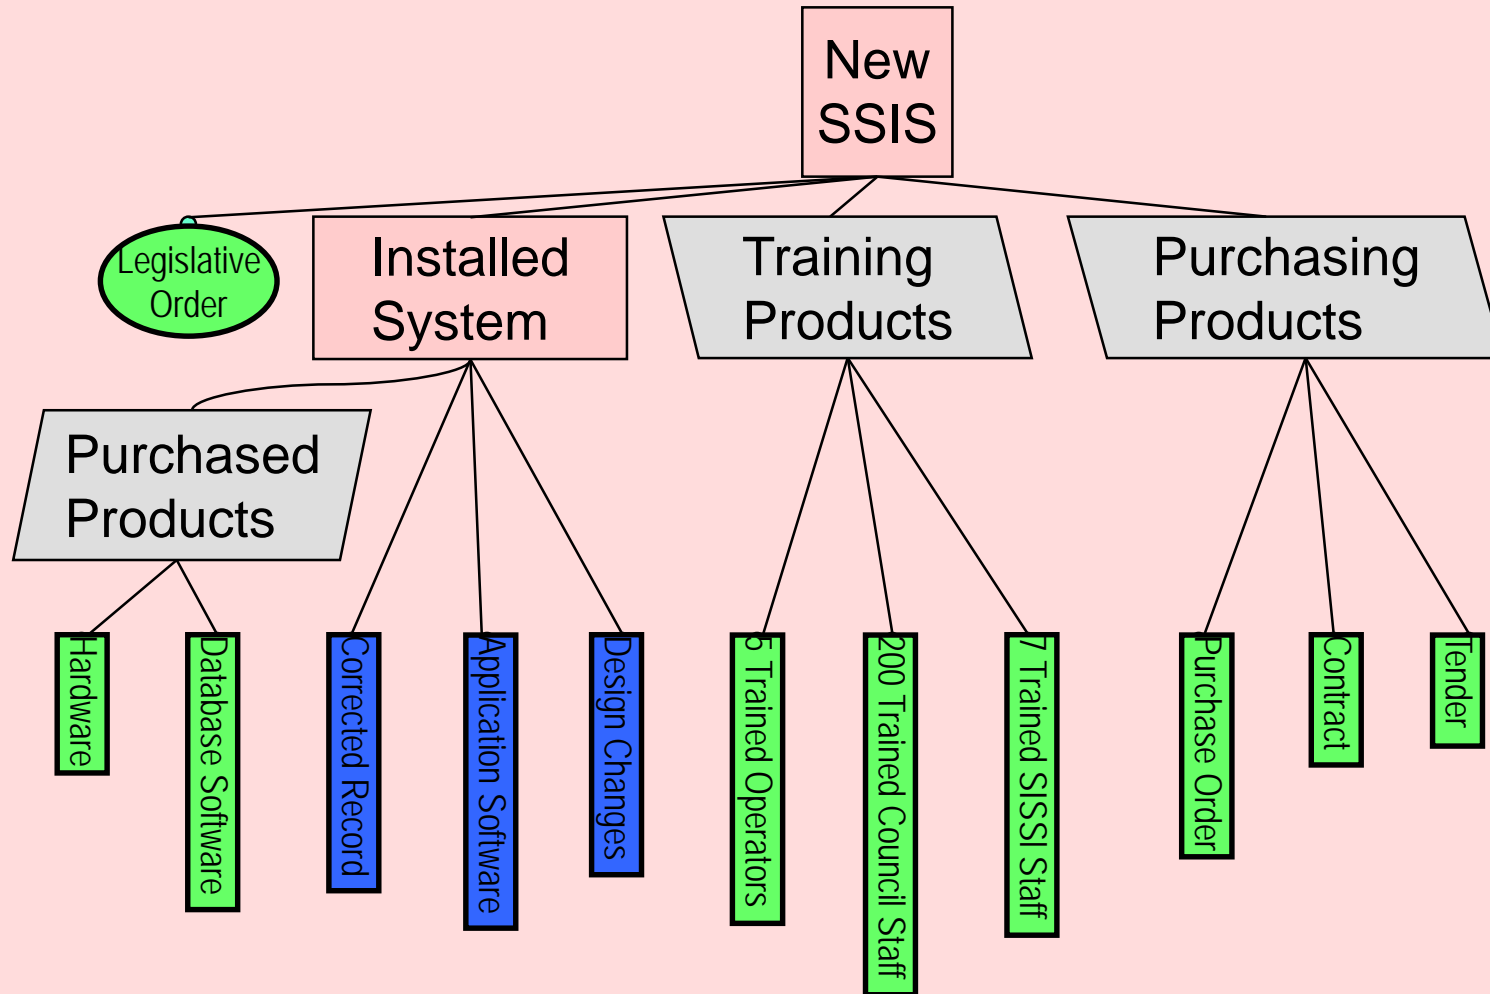 New
SSIS
Legislative
Order
Installed
System
Training
Products
Purchasing
Products
Purchased
Products
Hardware
Database Software
Corrected Record
Application Software
Design Changes
5 Trained Operators
200 Trained Council Staff
7 Trained SISSI Staff
Purchase Order
Contract
Tender